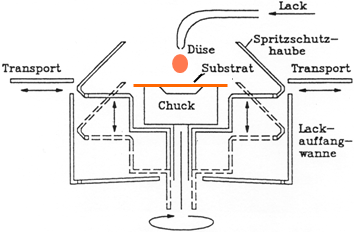 Lack
Düse
Spritzschutz-
haube
Transport
Substrat
Transport
Chuck
Lack-
auffang-
wanne